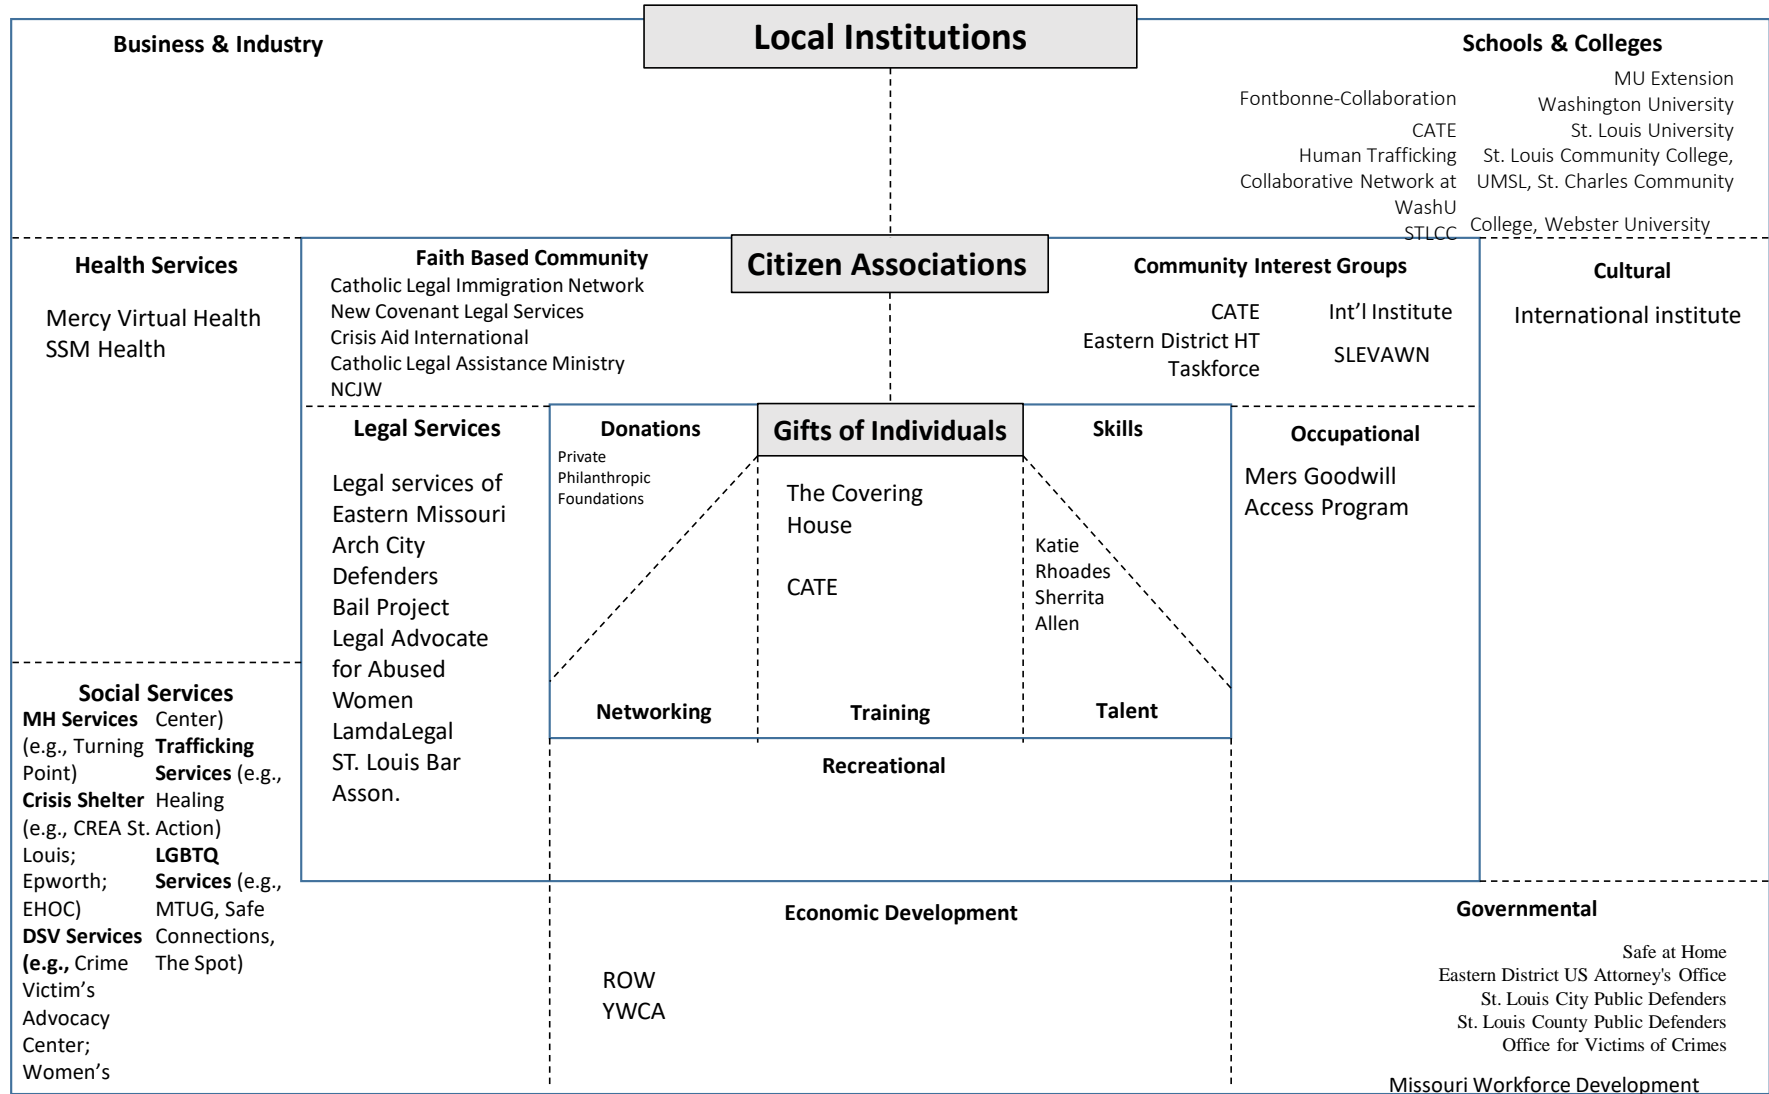 Local Institutions
Business & Industry
Schools & Colleges
Fontbonne-Collaboration
CATE
Human Trafficking
Collaborative Network at
WashU
STLCC
MU Extension
Washington University
St. Louis University
St. Louis Community College,
UMSL, St. Charles Community
College, Webster University
Health Services
Mercy Virtual Health
SSM Health
Faith Based Community
Catholic Legal Immigration Network
New Covenant Legal Services
Crisis Aid International
Catholic Legal Assistance Ministry
NCJW
Citizen Associations
Community Interest Groups
CATE
Eastern District HT
Taskforce
Int'l Institute
SLEVAWN
Cultural
International institute
Legal Services
Legal services of
Eastern Missouri
Arch City
Defenders
Bail Project
Legal Advocate
for Abused
Women
LamdaLegal
ST. Louis Bar
Asson.
Donations
Private
Philanthropic
Foundations
Gifts of Individuals
The Covering
House
CATE
Skills
Katie
Rhoades
Sherrita
Allen
Occupational
Mers Goodwill
Access Program
Networking
Training
Talent
Recreational
Social Services
MH Services
(e.g., Turning
Point)
Crisis Shelter
(e.g., CREA St.
Louis;
Epworth;
EHOC)
DSV Services
(e.g., Crime
Victim's
Advocacy
Center;
Women's
Center)
Trafficking
Services (e.g.,
Healing
Action)
LGBTQ
Services (e.g.,
MTUG, Safe
Connections,
The Spot)
Economic Development
ROW
YWCA
Governmental
Safe at Home
Eastern District US Attorney's Office
St. Louis City Public Defenders
St. Louis County Public Defenders
Office for Victims of Crimes
Missouri Workforce Development